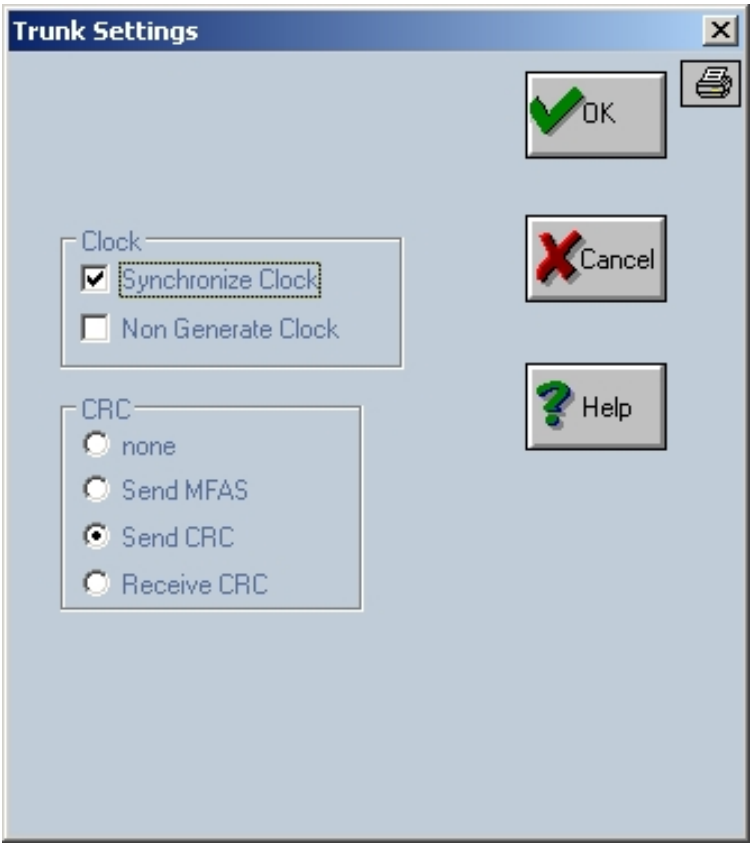 Trunk Settings
OK
Clock
Synchronize Clock
Non Generate Clock
Cancel
CRC
none
Send MFAS
Send CRC
Receive CRC
Help